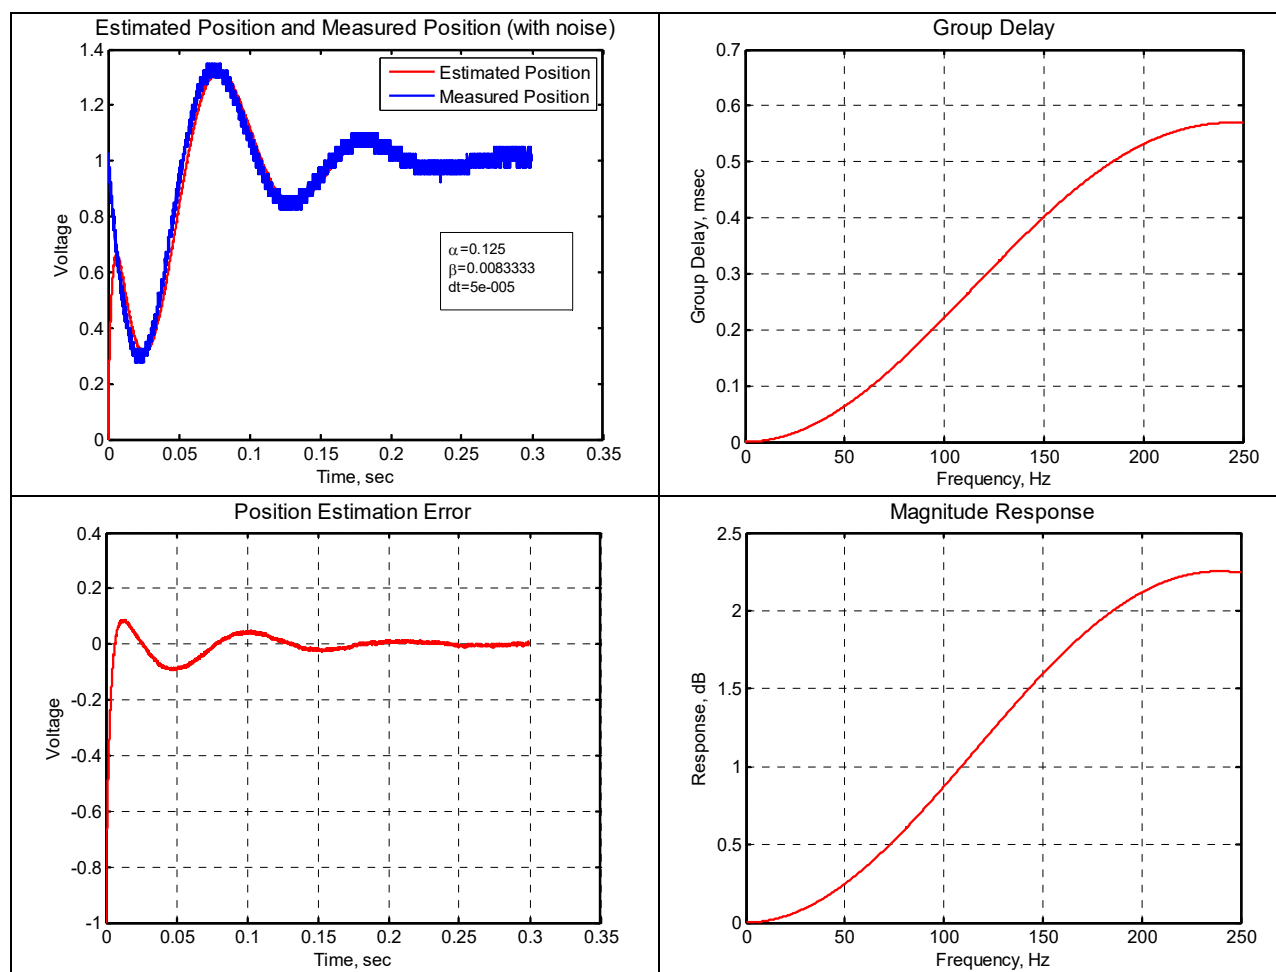 Estimated Position and Measured Position (with noise)
1.4
1.2
1
0.8
0.6
0.4
0.2
0
Voltage
Estimated Position
Measured Position
α=0.125
β=0.0083333
dt=5e-005
0 0.05 0.1 0.15 0.2 0.25 0.3 0.35
Time, sec
Group Delay
0.7
0.6
0.5
0.4
0.3
0.2
0.1
0
Group Delay, msec
0 50 100 150 200 250
Frequency, Hz
Position Estimation Error
0.4
0.2
0
-0.2
-0.4
-0.6
-0.8
-1
Voltage
0 0.05 0.1 0.15 0.2 0.25 0.3 0.35
Time, sec
Magnitude Response
2.5
2
1.5
1
0.5
0
Response, dB
0 50 100 150 200 250
Frequency, Hz